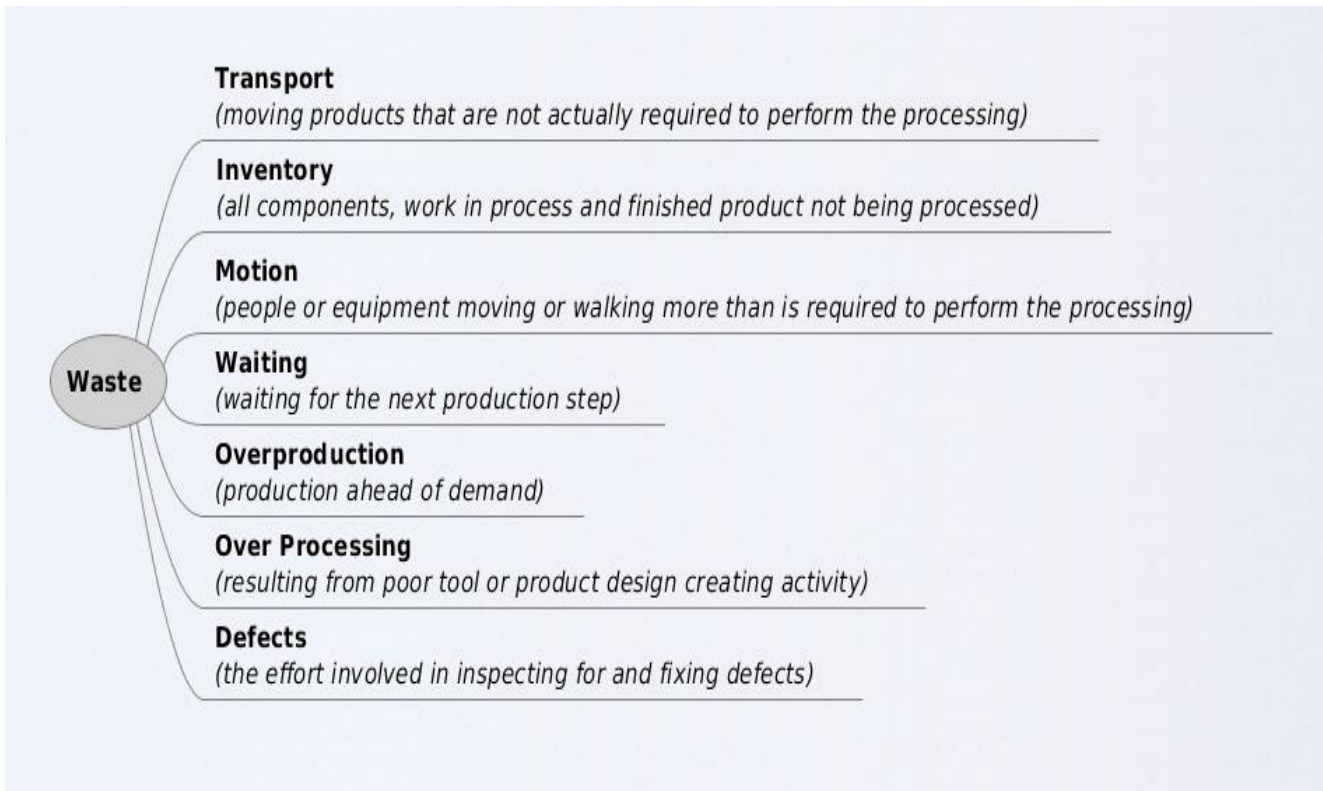 Transport
(moving products that are not actually required to perform the processing)
Inventory
(all components, work in process and finished product not being processed)
Motion
(people or equipment moving or walking more than is required to perform the processing)
Waste
Waiting
(waiting for the next production step)
Overproduction
(production ahead of demand)
Over Processing
(resulting from poor tool or product design creating activity)
Defects
(the effort involved in inspecting for and fixing defects)